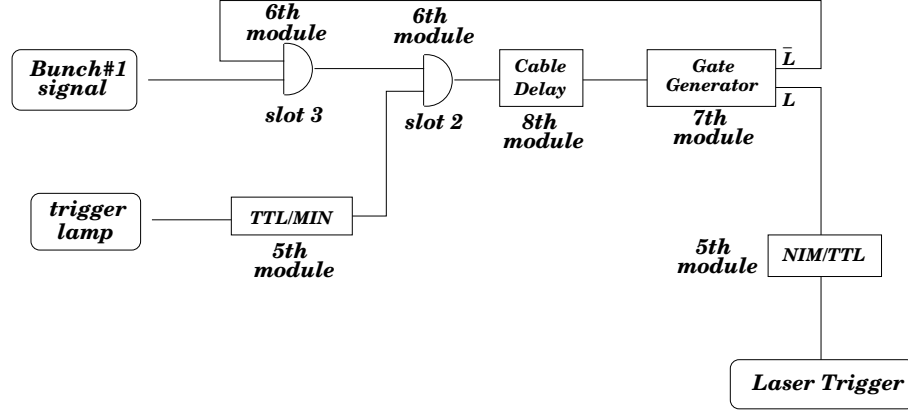 6th
module
6th
module
Bunch#1
signal
slot 3
slot 2
Cable
Delay
8th
module
Gate
Generator
7th
module
L̄
L
trigger
lamp
TTL/MIN
5th
module
5th
module
NIM/TTL
Laser Trigger